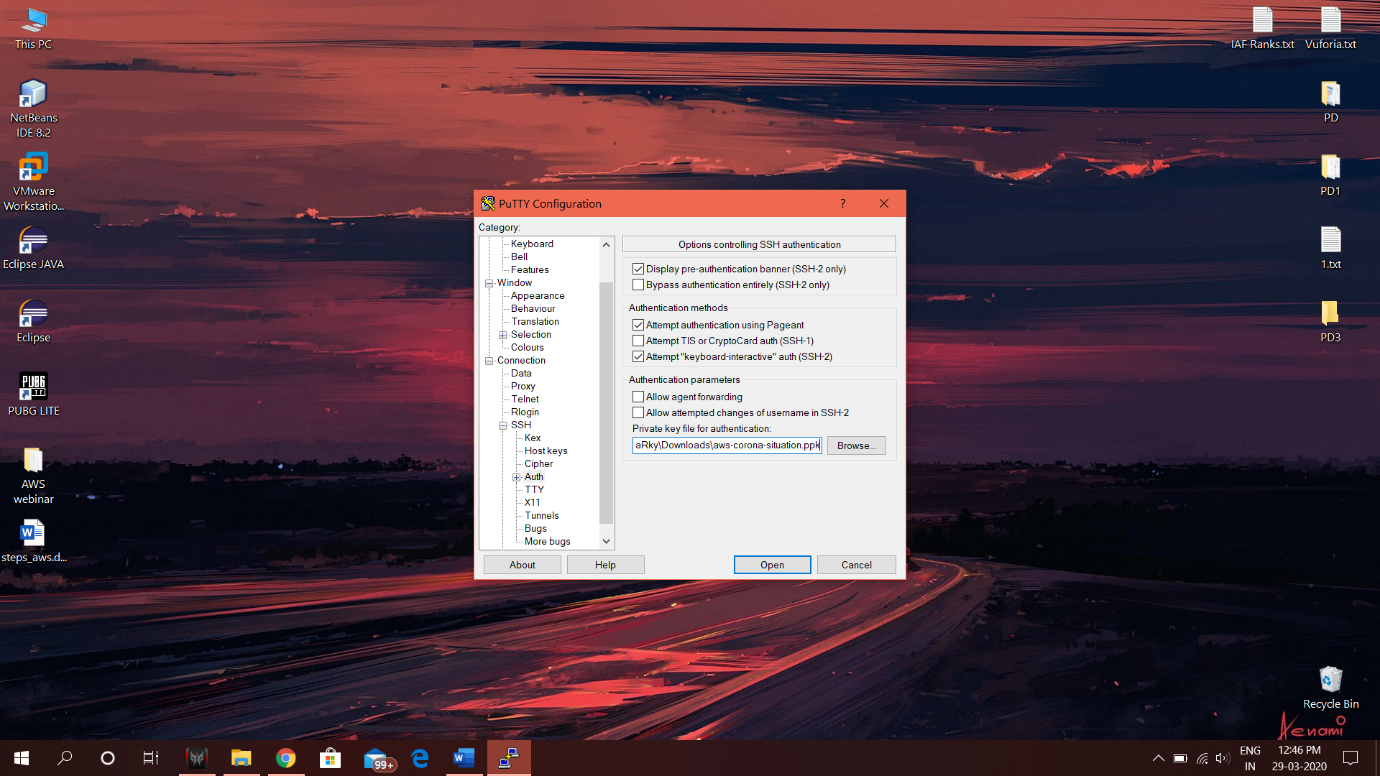 This PC
NetBeans
IDE 8.2
VMware
Workstatio...
Eclipse JAVA
Eclipse
PUBG
LITE
PUBG LITE
AWS
webinar
steps_aws.d...
IAF Ranks.txt
Vuforia.txt
PD
PD1
1.txt
PD3
Recycle Bin
Aenami
PuTTY Configuration
?
Category:
Keyboard
Bell
Features
Window
Appearance
Behaviour
Translation
Selection
Colours
Connection
Data
Proxy
Telnet
Rlogin
SSH
Kex
Host keys
Cipher
Auth
TTY
X11
Tunnels
Bugs
More bugs
Options controlling SSH authentication
Display pre-authentication banner (SSH-2 only)
Bypass authentication entirely (SSH-2 only)
Authentication methods
Attempt authentication using Pageant
Attempt TIS or CryptoCard auth (SSH-1)
Attempt "keyboard-interactive" auth (SSH-2)
Authentication parameters
Allow agent forwarding
Allow attempted changes of username in SSH-2
Private key file for authentication:
aRky\Downloads\aws-corona-situation.ppk
Browse...
About
Help
Open
Cancel
99+
ENG
IN
12:46 PM
29-03-2020